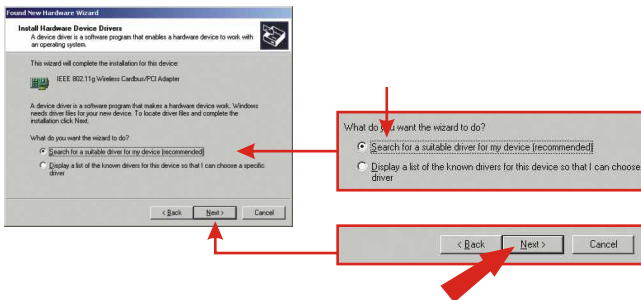 Found New Hardware Wizard
Install Hardware Device Drivers
A device driver is a software program that enables a hardware device to work with
an operating system.
This wizard will complete the installation for this device:
IEEE 802.11g Wireless Cardbus/PCI Adapter
A device driver is a software program that makes a hardware device work. Windows
needs driver files for your new device. To locate driver files and complete the
installation click Next.
What do you want the wizard to do?
Search for a suitable driver for my device (recommended)
Display a list of the known drivers for this device so that I can choose a specific
driver
< Back
Next >
Cancel
What do you want the wizard to do?
Search for a suitable driver for my device (recommended)
Display a list of the known drivers for this device so that I can choose
driver
< Back
Next >
Cancel